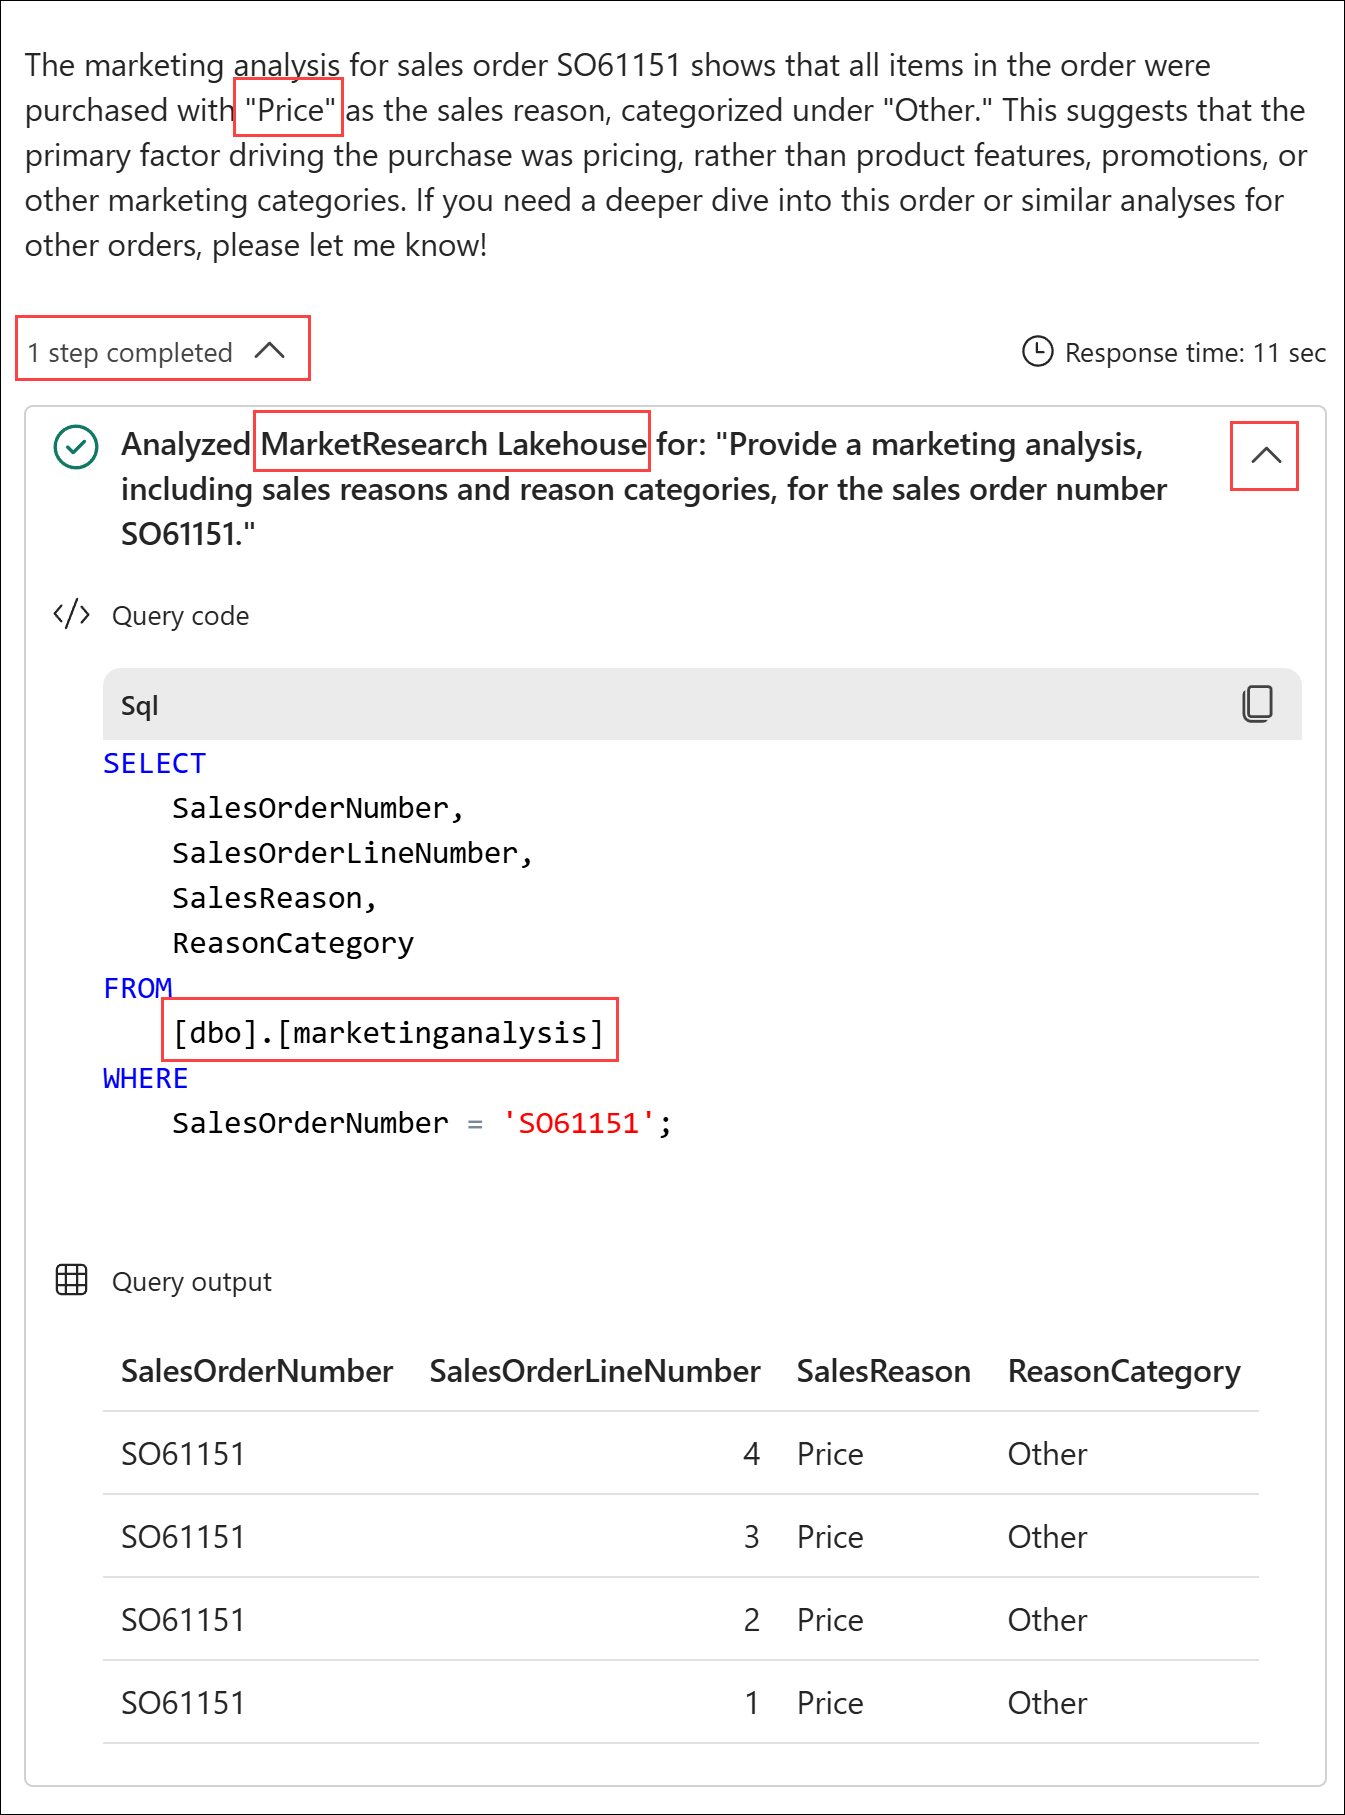 The marketing analysis for sales order SO61151 shows that all items in the order were
purchased with "Price" as the sales reason, categorized under "Other." This suggests that the
primary factor driving the purchase was pricing, rather than product features, promotions, or
other marketing categories. If you need a deeper dive into this order or similar analyses for
other orders, please let me know!
1 step completed
Response time: 11 sec
Analyzed MarketResearch Lakehouse for: "Provide a marketing analysis,
including sales reasons and reason categories, for the sales order number
SO61151."
</> Query code
Sql
SELECT
    SalesOrderNumber,
    SalesOrderLineNumber,
    SalesReason,
    ReasonCategory
FROM
    [dbo].[marketinganalysis]
WHERE
    SalesOrderNumber = 'SO61151';
Query output
SalesOrderNumber SalesOrderLineNumber SalesReason ReasonCategory
SO61151 4 Price Other
SO61151 3 Price Other
SO61151 2 Price Other
SO61151 1 Price Other